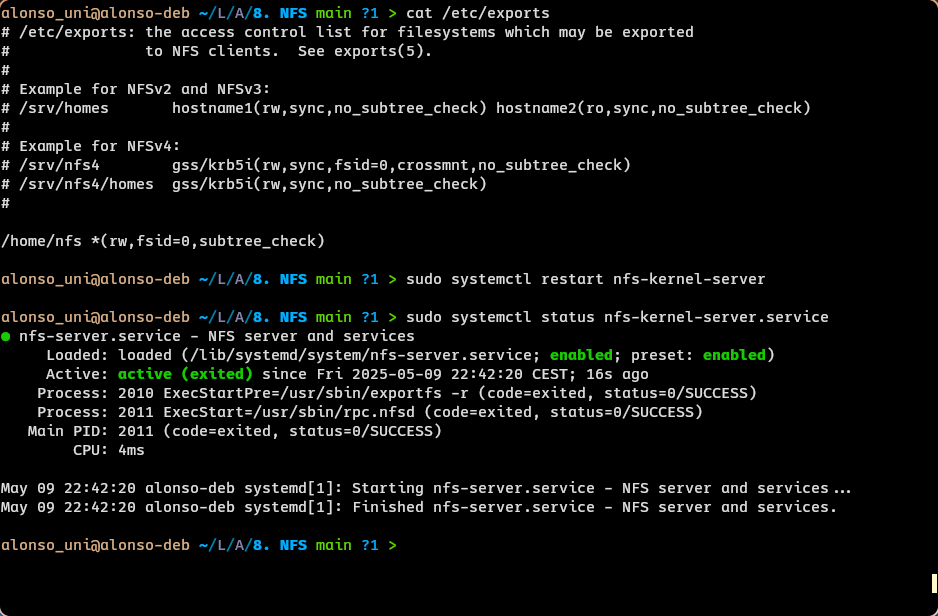 alonso_uni@alonso-deb ~/L/A/8. NFS main ?1 > cat /etc/exports
# /etc/exports: the access control list for filesystems which may be exported
#               to NFS clients.  See exports(5).
#
# Example for NFSv2 and NFSv3:
# /srv/homes       hostname1(rw,sync,no_subtree_check) hostname2(ro,sync,no_subtree_check)
#
# Example for NFSv4:
# /srv/nfs4        gss/krb5i(rw,sync,fsid=0,crossmnt,no_subtree_check)
# /srv/nfs4/homes  gss/krb5i(rw,sync,no_subtree_check)
#
/home/nfs *(rw,fsid=0,subtree_check)
alonso_uni@alonso-deb ~/L/A/8. NFS main ?1 > sudo systemctl restart nfs-kernel-server
alonso_uni@alonso-deb ~/L/A/8. NFS main ?1 > sudo systemctl status nfs-kernel-server.service
● nfs-server.service - NFS server and services
     Loaded: loaded (/lib/systemd/system/nfs-server.service; enabled; preset: enabled)
     Active: active (exited) since Fri 2025-05-09 22:42:20 CEST; 16s ago
    Process: 2010 ExecStartPre=/usr/sbin/exportfs -r (code=exited, status=0/SUCCESS)
    Process: 2011 ExecStart=/usr/sbin/rpc.nfsd (code=exited, status=0/SUCCESS)
   Main PID: 2011 (code=exited, status=0/SUCCESS)
        CPU: 4ms
May 09 22:42:20 alonso-deb systemd[1]: Starting nfs-server.service - NFS server and services...
May 09 22:42:20 alonso-deb systemd[1]: Finished nfs-server.service - NFS server and services.
alonso_uni@alonso-deb ~/L/A/8. NFS main ?1 >